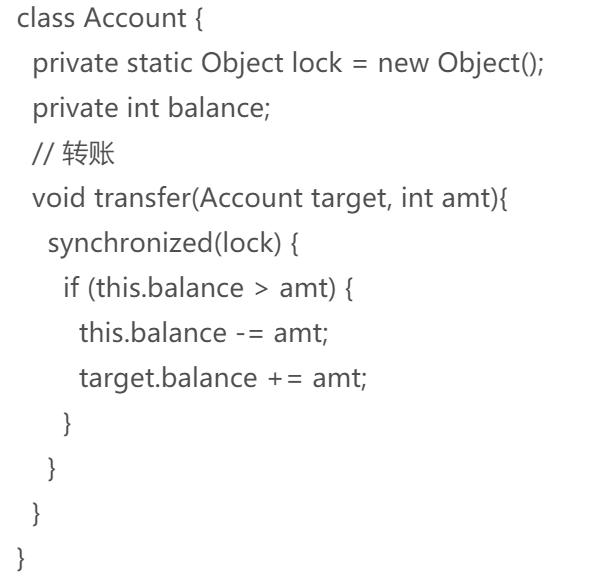 class Account {
private static Object lock = new Object();
private int balance;
// 转账
void transfer(Account target, int amt){
synchronized(lock) {
if (this.balance > amt) {
this.balance -= amt;
target.balance += amt;
}
}
}
}